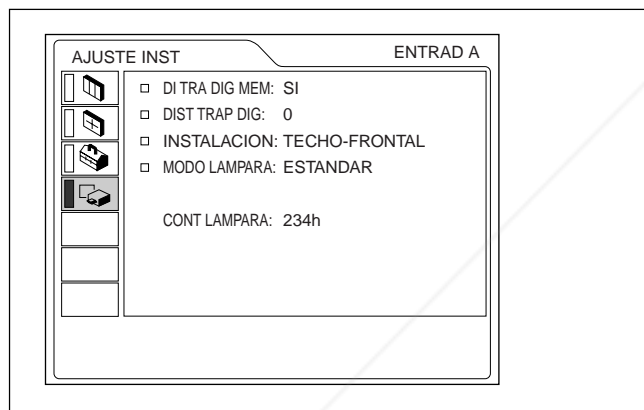 AJUSTE INST
ENTRAD A
DI TRA DIG MEM: SI
DIST TRAP DIG: 0
INSTALACION: TECHO-FRONTAL
MODO LAMPARA: ESTANDAR
CONT LAMPARA: 234h